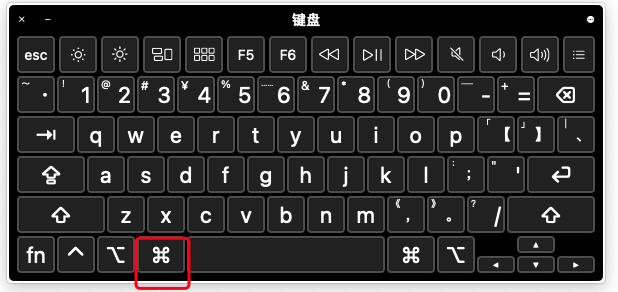 键盘
esc F5 F6
~ · ! 1 @ 2 # 3 ¥ 4 % 5 …… 6 & 7 * 8 ( 9 ) 0 — - + =
q w e r t y u i o p 「 【 」 】 | 、
a s d f g h j k l : ; " '
z x c v b n m 《 , 》 。 ? /
fn ^ ⌥ ⌘ ⌘ ⌥